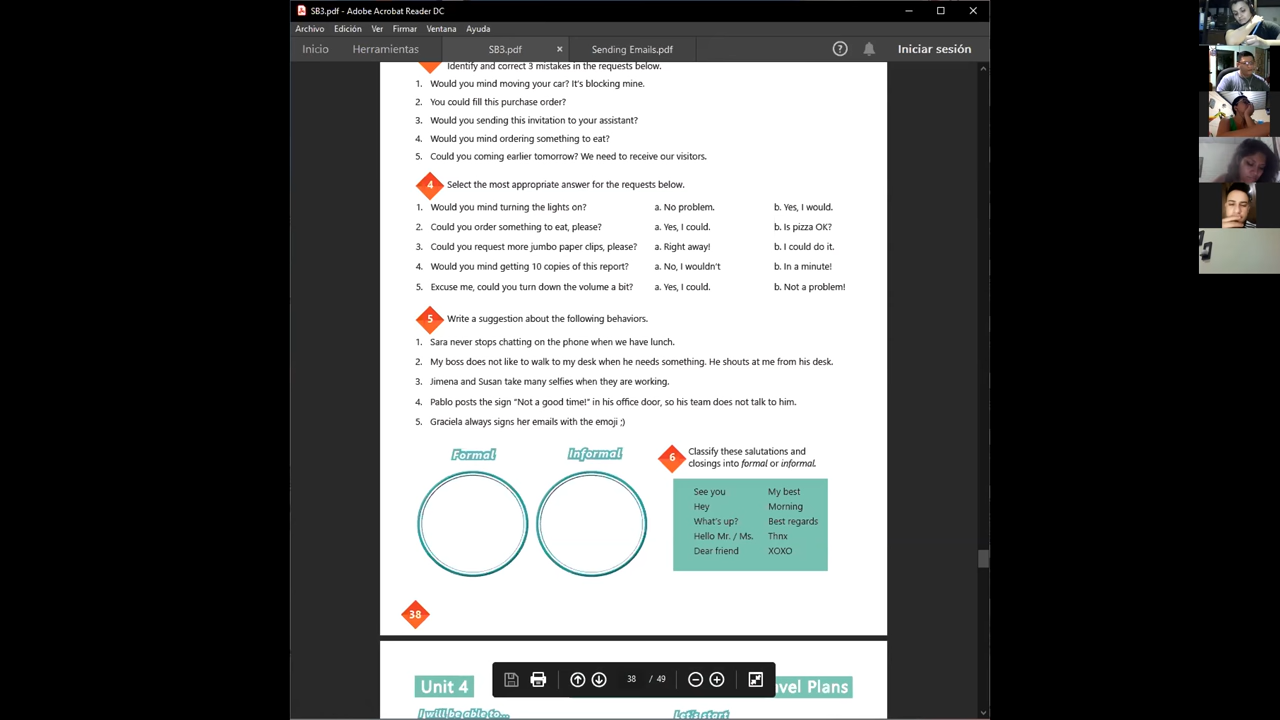 SB3.pdf - Adobe Acrobat Reader DC
Archivo Edición Ver Firmar Ventana Ayuda
Inicio Herramientas SB3.pdf × Sending Emails.pdf Iniciar sesión
Identify and correct 3 mistakes in the requests below.
1. Would you mind moving your car? It's blocking mine.
2. You could fill this purchase order?
3. Would you sending this invitation to your assistant?
4. Would you mind ordering something to eat?
5. Could you coming earlier tomorrow? We need to receive our visitors.
4 Select the most appropriate answer for the requests below.
1. Would you mind turning the lights on? a. No problem. b. Yes, I would.
2. Could you order something to eat, please? a. Yes, I could. b. Is pizza OK?
3. Could you request more jumbo paper clips, please? a. Right away! b. I could do it.
4. Would you mind getting 10 copies of this report? a. No, I wouldn't b. In a minute!
5. Excuse me, could you turn down the volume a bit? a. Yes, I could. b. Not a problem!
5 Write a suggestion about the following behaviors.
1. Sara never stops chatting on the phone when we have lunch.
2. My boss does not like to walk to my desk when he needs something. He shouts at me from his desk.
3. Jimena and Susan take many selfies when they are working.
4. Pablo posts the sign “Not a good time!” in his office door, so his team does not talk to him.
5. Graciela always signs her emails with the emoji ;)
Formal Informal
6 Classify these salutations and
closings into formal or informal.
See you My best
Hey Morning
What's up? Best regards
Hello Mr. / Ms. Thnx
Dear friend XOXO
38
38 / 49
Unit 4 vel Plans
I will be able to... Let's start